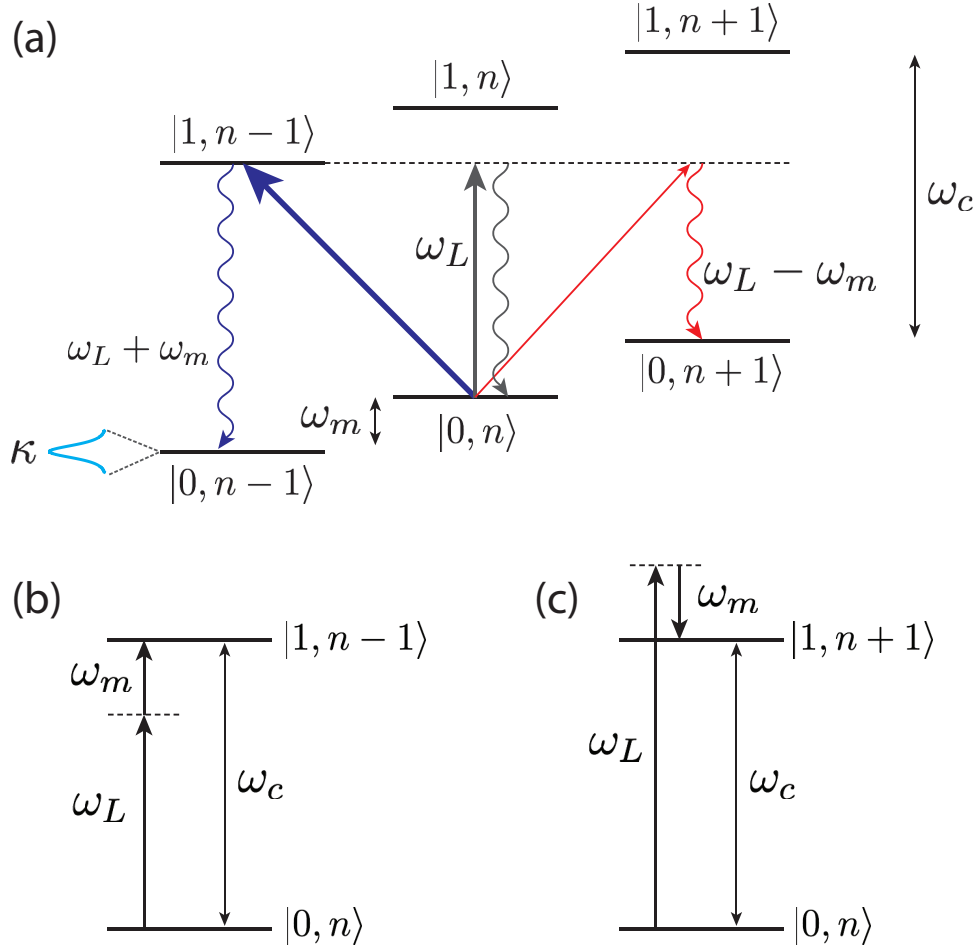 (a)
|1, n + 1⟩
|1, n⟩
|1, n − 1⟩
ω_c
ω_L
ω_L − ω_m
ω_L + ω_m
|0, n + 1⟩
ω_m
|0, n⟩
κ
|0, n − 1⟩
(b)
|1, n − 1⟩
ω_m
ω_c
ω_L
|0, n⟩
(c)
ω_m
|1, n + 1⟩
ω_L
ω_c
|0, n⟩